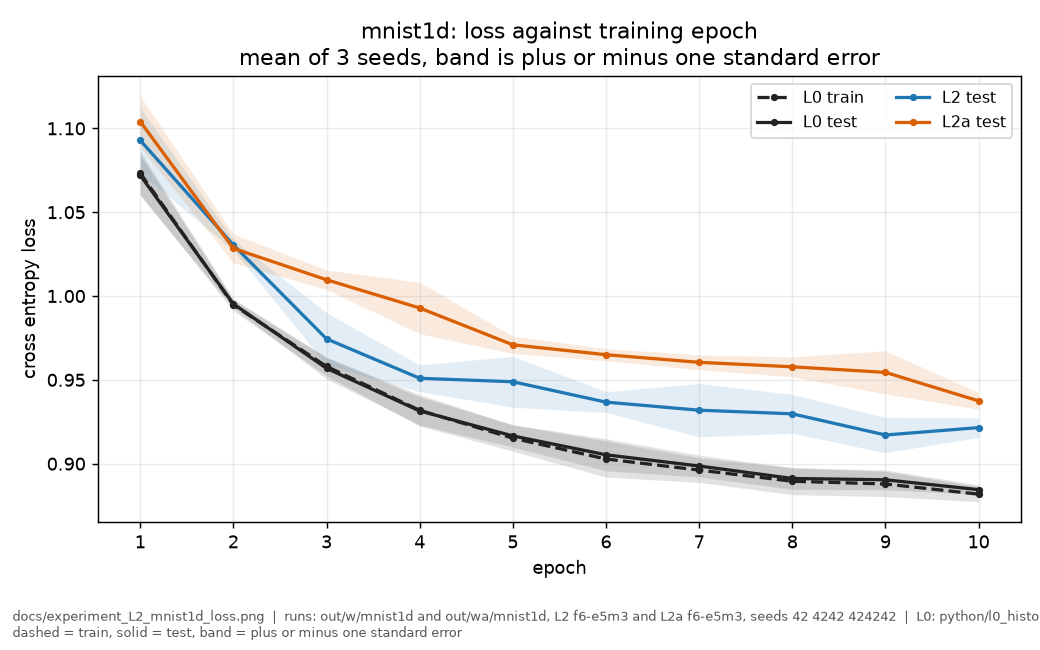 mnist1d: loss against training epoch
mean of 3 seeds, band is plus or minus one standard error
L0 train
L0 test
L2 test
L2a test
cross entropy loss
1.10
1.05
1.00
0.95
0.90
1 2 3 4 5 6 7 8 9 10
epoch
docs/experiment_L2_mnist1d_loss.png | runs: out/w/mnist1d and out/wa/mnist1d, L2 f6-e5m3 and L2a f6-e5m3, seeds 42 4242 424242 | L0: python/l0_histo
dashed = train, solid = test, band = plus or minus one standard error